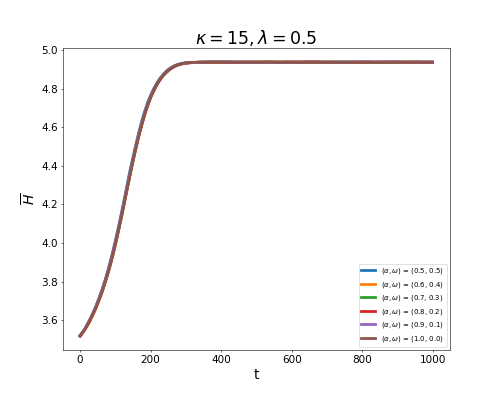 κ = 15, λ = 0.5
5.0
4.8
4.6
4.4
4.2
4.0
3.8
3.6
H̅
0 200 400 600 800 1000
t
(α, ω) = (0.5, 0.5)
(α, ω) = (0.6, 0.4)
(α, ω) = (0.7, 0.3)
(α, ω) = (0.8, 0.2)
(α, ω) = (0.9, 0.1)
(α, ω) = (1.0, 0.0)